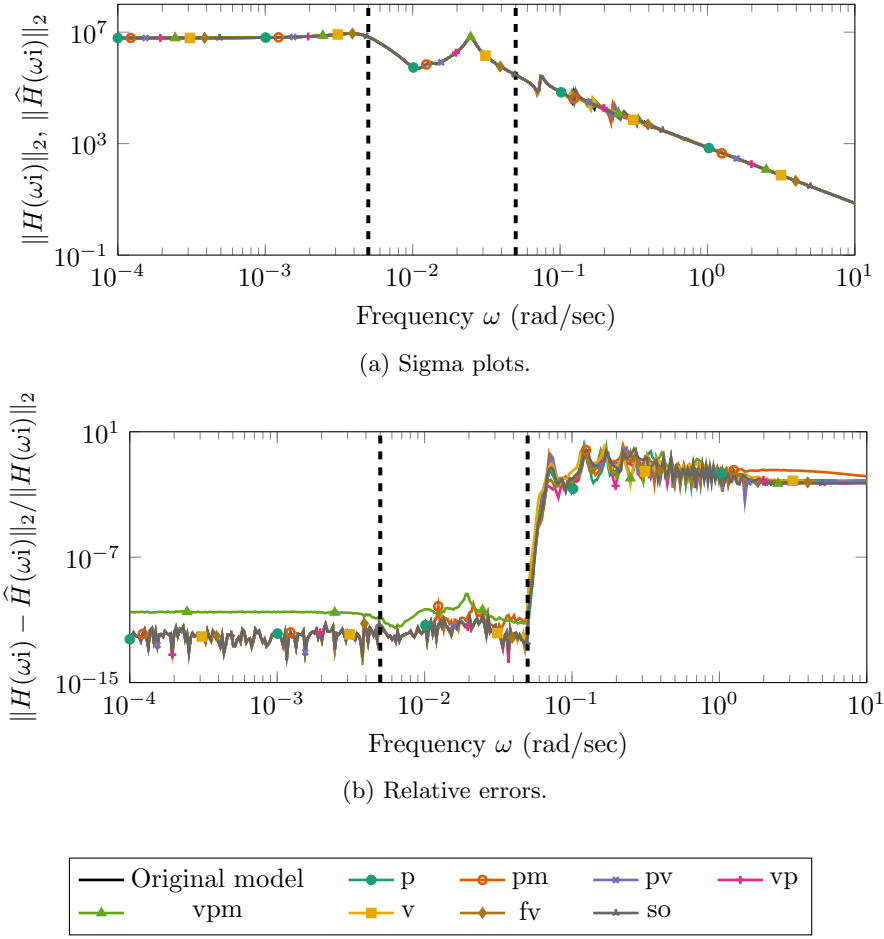 10^7
10^3
10^−1
‖H(ωi)‖₂, ‖Ĥ(ωi)‖₂
10^−4 10^−3 10^−2 10^−1 10^0 10^1
Frequency ω (rad/sec)
(a) Sigma plots.
10^1
10^−7
10^−15
‖H(ωi) − Ĥ(ωi)‖₂/‖H(ωi)‖₂
10^−4 10^−3 10^−2 10^−1 10^0 10^1
Frequency ω (rad/sec)
(b) Relative errors.
Original model p pm pv vp
vpm v fv so